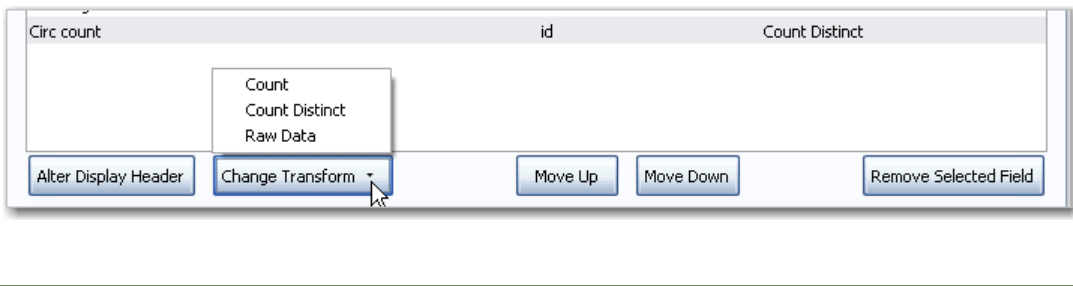 Circ count id Count Distinct
Count
Count Distinct
Raw Data
Alter Display Header Change Transform Move Up Move Down Remove Selected Field